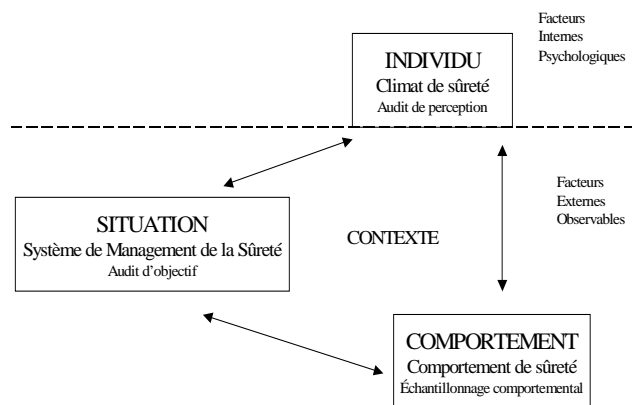 Facteurs
Internes
Psychologiques
INDIVIDU
Climat de sûreté
Audit de perception
SITUATION
Système de Management de la Sûreté
Audit d'objectif
CONTEXTE
Facteurs
Externes
Observables
COMPORTEMENT
Comportement de sûreté
Échantillonnage comportemental